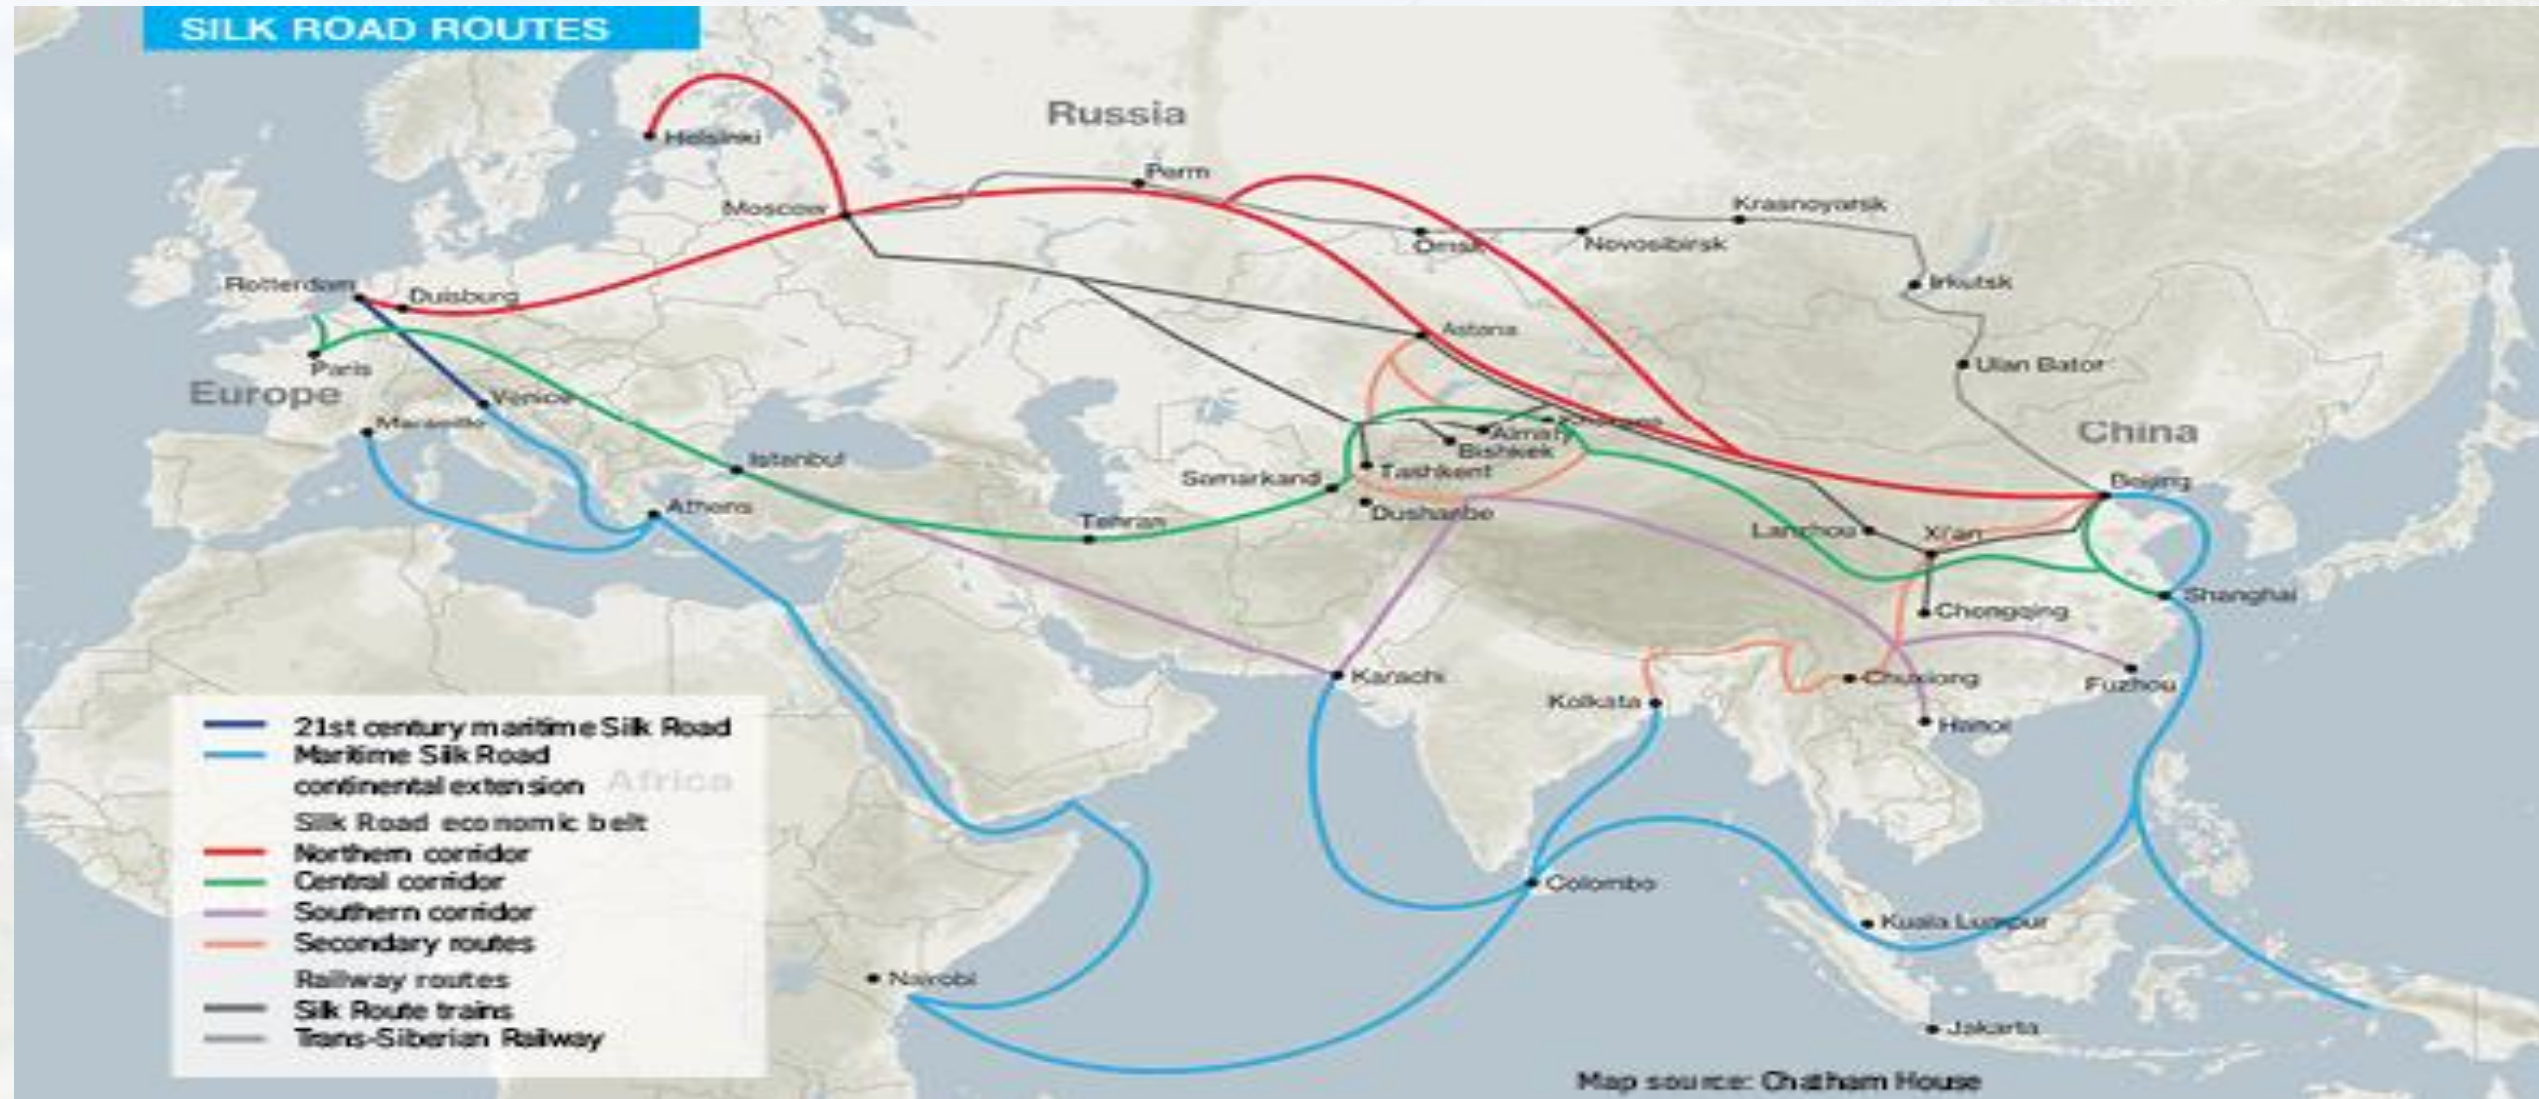 SILK ROAD ROUTES
Russia
Helsinki
Perm
Moscow
Krasnoyarsk
Omsk
Novosibirsk
Rotterdam
Duisburg
Irkutsk
Astana
Paris
Ulan Bator
Europe
Venice
Marseille
China
Almaty
Bishkek
Istanbul
Tashkent
Samarkand
Beijing
Athens
Dushanbe
Tehran
Lanzhou
Xi'an
Shanghai
Chongqing
Karachi
Chuxiong
Fuzhou
Kolkata
Hanoi
21st century maritime Silk Road
Maritime Silk Road
continental extension
Africa
Silk Road economic belt
Northern corridor
Central corridor
Southern corridor
Secondary routes
Railway routes
Silk Route trains
Trans-Siberian Railway
Colombo
Kuala Lumpur
Nairobi
Jakarta
Map source: Chatham House